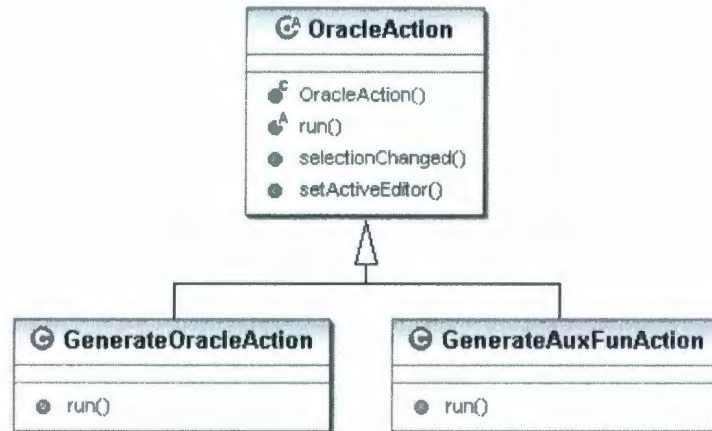 OracleAction
OracleAction()
run()
selectionChanged()
setActiveEditor()
GenerateOracleAction
run()
GenerateAuxFunAction
run()